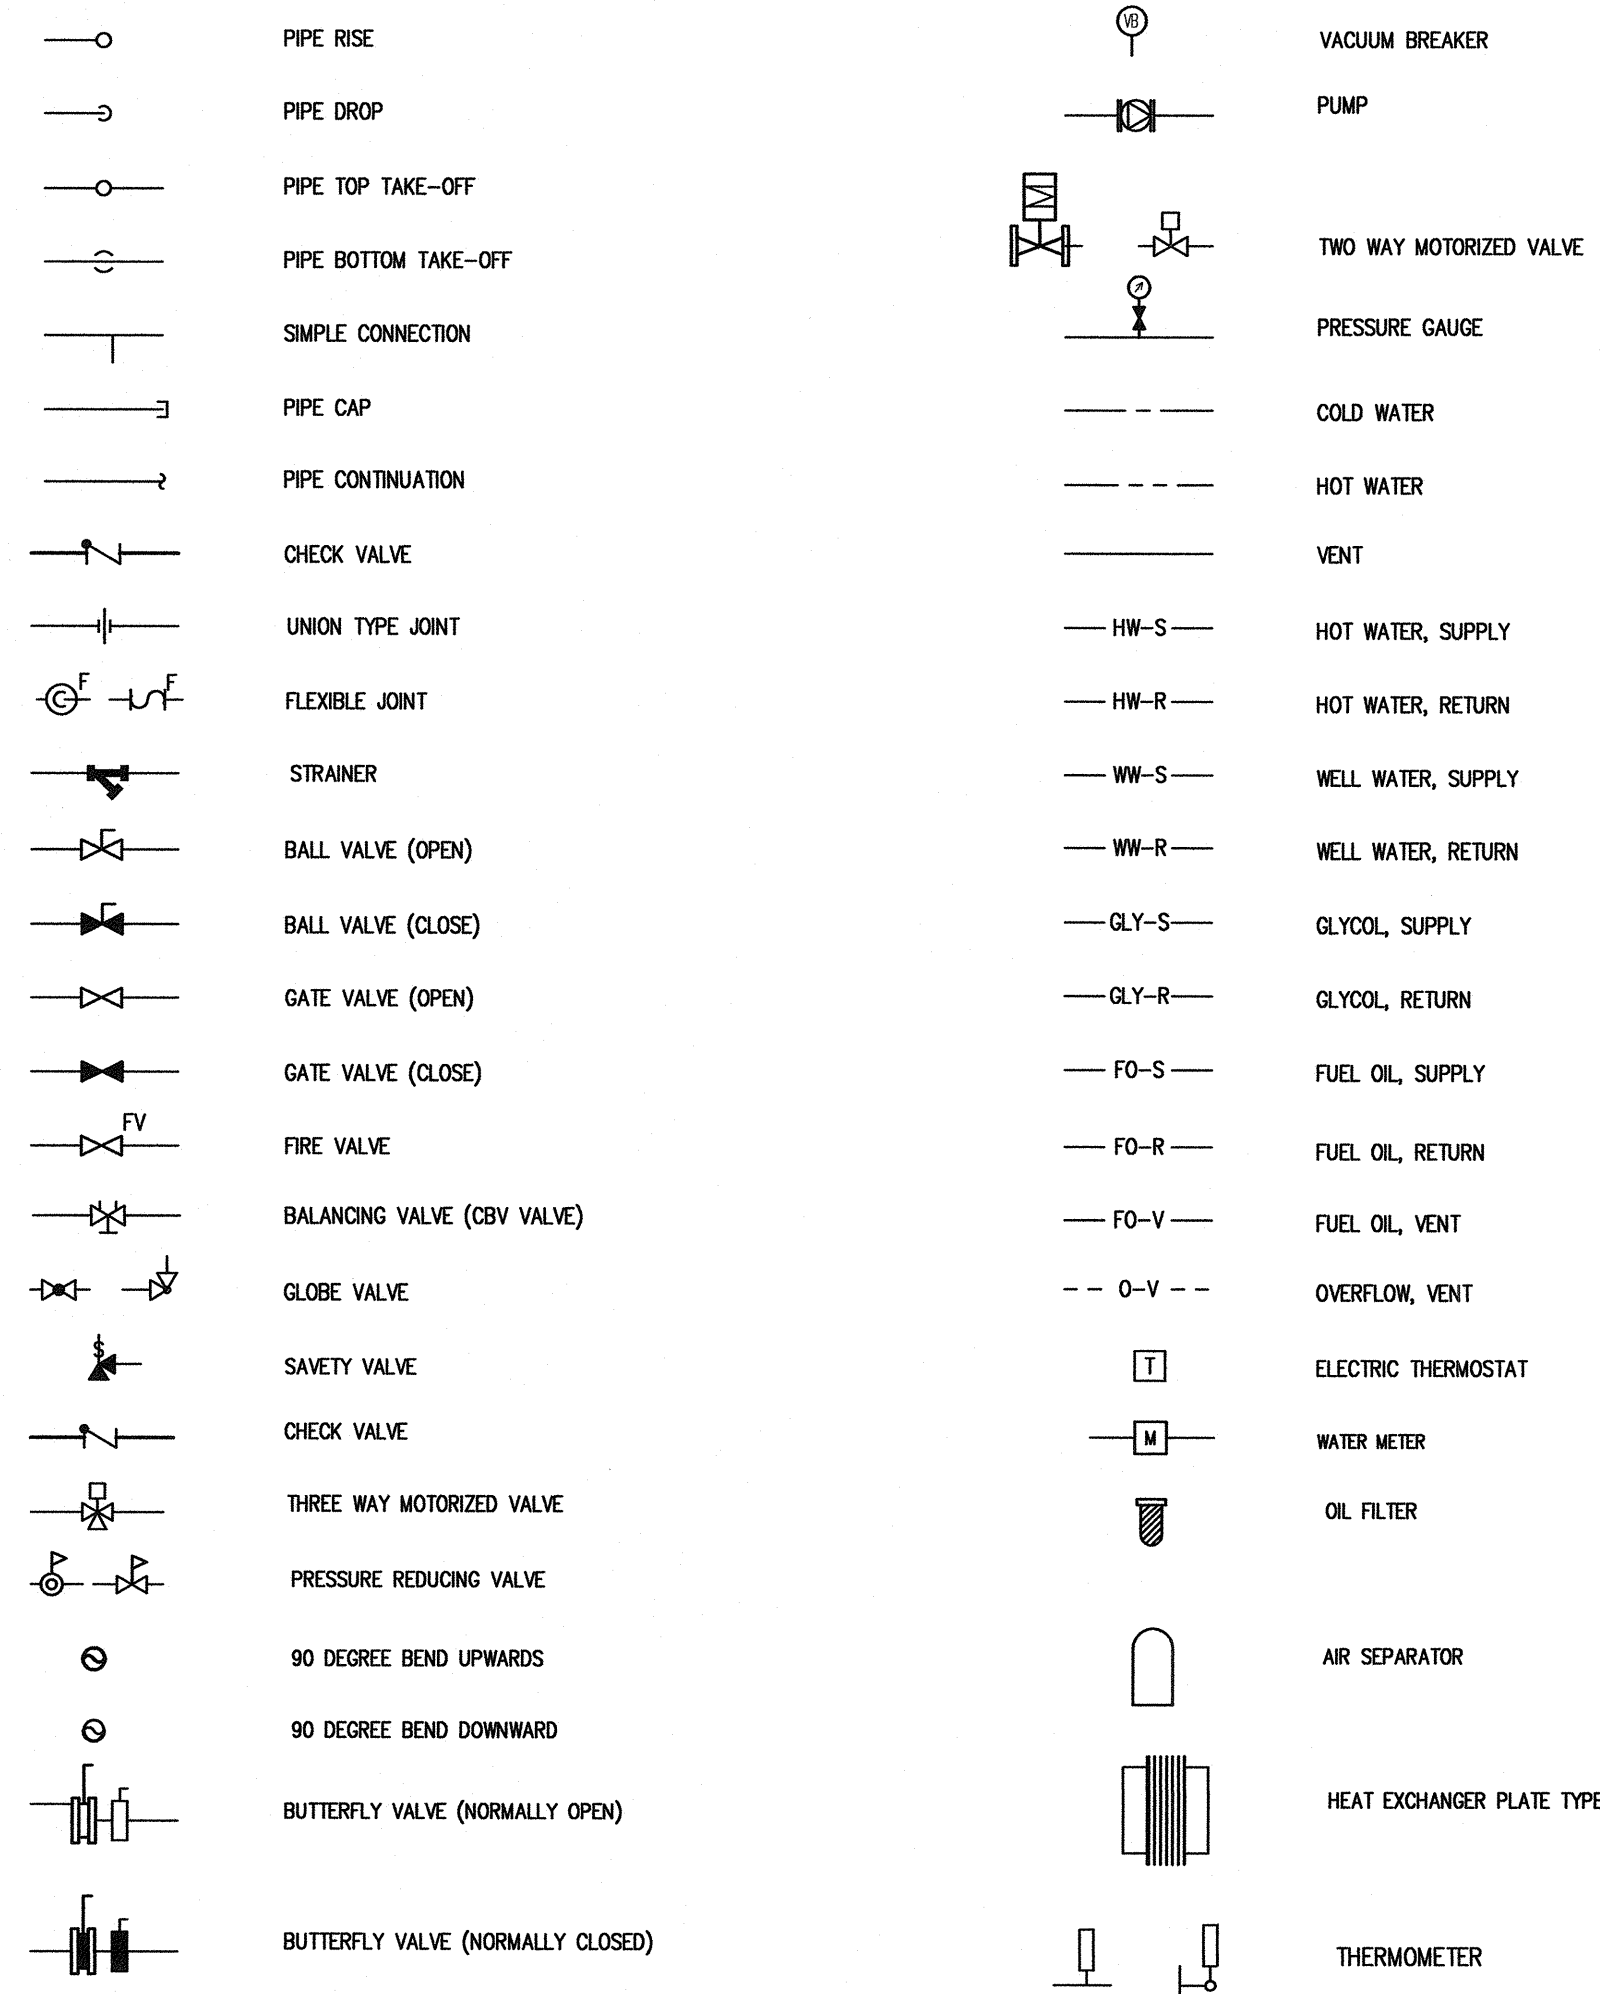 PIPE RISE
PIPE DROP
PIPE TOP TAKE-OFF
PIPE BOTTOM TAKE-OFF
SIMPLE CONNECTION
PIPE CAP
PIPE CONTINUATION
CHECK VALVE
UNION TYPE JOINT
F F FLEXIBLE JOINT
STRAINER
BALL VALVE (OPEN)
BALL VALVE (CLOSE)
GATE VALVE (OPEN)
GATE VALVE (CLOSE)
FV
FIRE VALVE
BALANCING VALVE (CBV VALVE)
GLOBE VALVE
S
SAVETY VALVE
CHECK VALVE
THREE WAY MOTORIZED VALVE
PRESSURE REDUCING VALVE
90 DEGREE BEND UPWARDS
90 DEGREE BEND DOWNWARD
BUTTERFLY VALVE (NORMALLY OPEN)
BUTTERFLY VALVE (NORMALLY CLOSED)
VB VACUUM BREAKER
PUMP
TWO WAY MOTORIZED VALVE
PRESSURE GAUGE
COLD WATER
HOT WATER
VENT
HW-S HOT WATER, SUPPLY
HW-R HOT WATER, RETURN
WW-S WELL WATER, SUPPLY
WW-R WELL WATER, RETURN
GLY-S GLYCOL, SUPPLY
GLY-R GLYCOL, RETURN
FO-S FUEL OIL, SUPPLY
FO-R FUEL OIL, RETURN
FO-V FUEL OIL, VENT
O-V OVERFLOW, VENT
T ELECTRIC THERMOSTAT
M WATER METER
OIL FILTER
AIR SEPARATOR
HEAT EXCHANGER PLATE TYPE
THERMOMETER